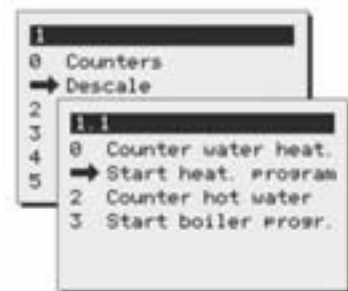 1
0 Counters
➡ Descale
2
3
4
5
1.1
0 Counter water heat.
➡ Start heat. program
2 Counter hot water
3 Start boiler progr.